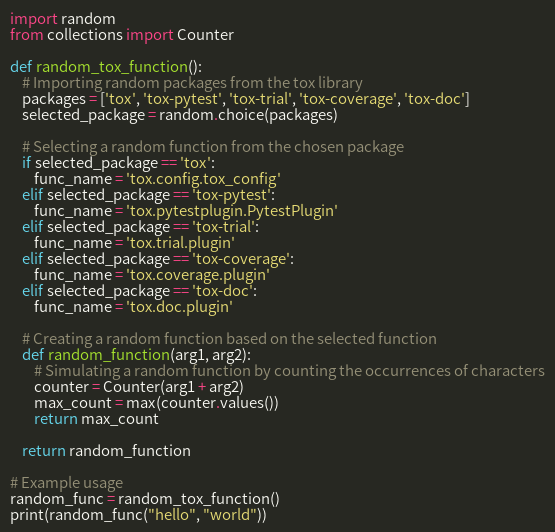 import random
from collections import Counter

def random_tox_function():
    # Importing random packages from the tox library
    packages = ['tox', 'tox-pytest', 'tox-trial', 'tox-coverage', 'tox-doc']
    selected_package = random.choice(packages)

    # Selecting a random function from the chosen package
    if selected_package == 'tox':
        func_name = 'tox.config.tox_config'
    elif selected_package == 'tox-pytest':
        func_name = 'tox.pytestplugin.PytestPlugin'
    elif selected_package == 'tox-trial':
        func_name = 'tox.trial.plugin'
    elif selected_package == 'tox-coverage':
        func_name = 'tox.coverage.plugin'
    elif selected_package == 'tox-doc':
        func_name = 'tox.doc.plugin'

    # Creating a random function based on the selected function
    def random_function(arg1, arg2):
        # Simulating a random function by counting the occurrences of characters
        counter = Counter(arg1 + arg2)
        max_count = max(counter.values())
        return max_count

    return random_function

# Example usage
random_func = random_tox_function()
print(random_func("hello", "world"))